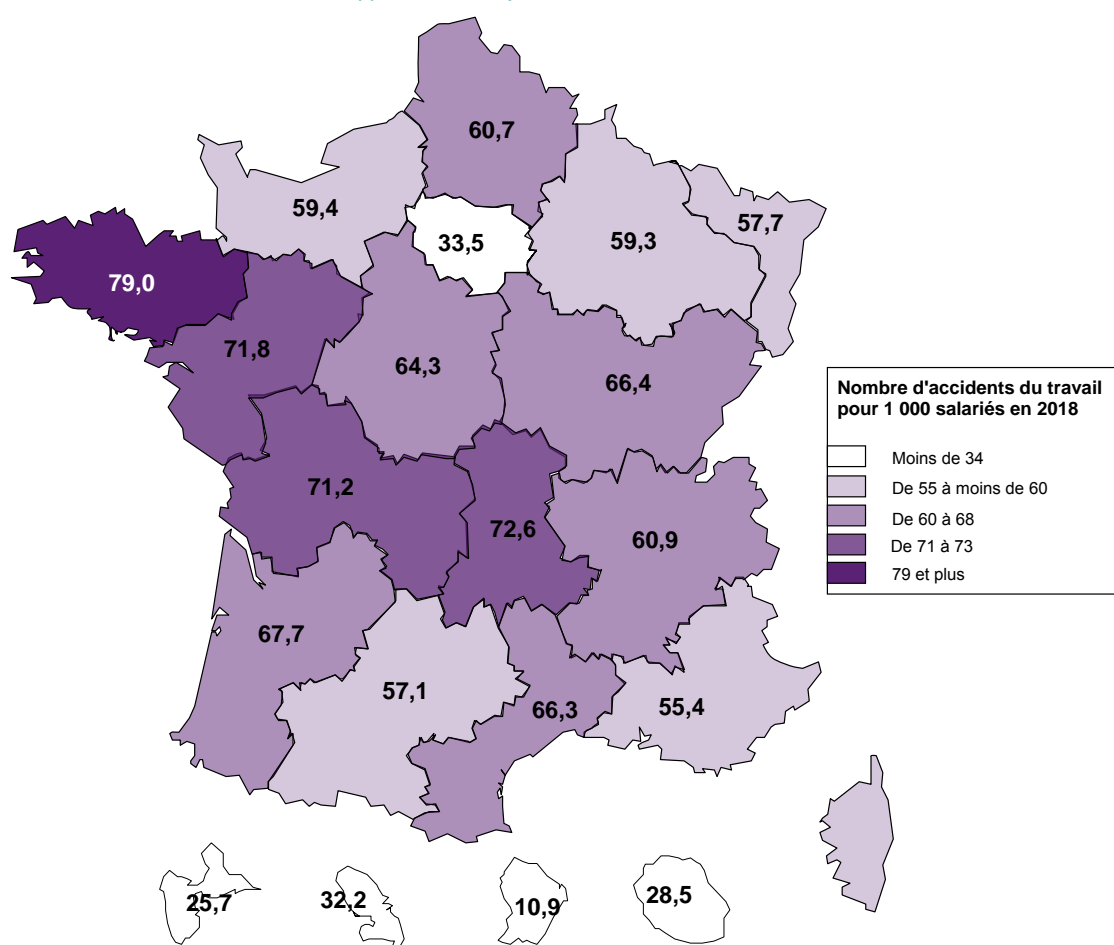 60,7
59,4
57,7
33,5
59,3
79,0
71,8
64,3
66,4
Nombre d'accidents du travail
pour 1 000 salariés en 2018
Moins de 34
De 55 à moins de 60
De 60 à 68
De 71 à 73
79 et plus
71,2
72,6
60,9
67,7
57,1
66,3
55,4
25,7
32,2
10,9
28,5